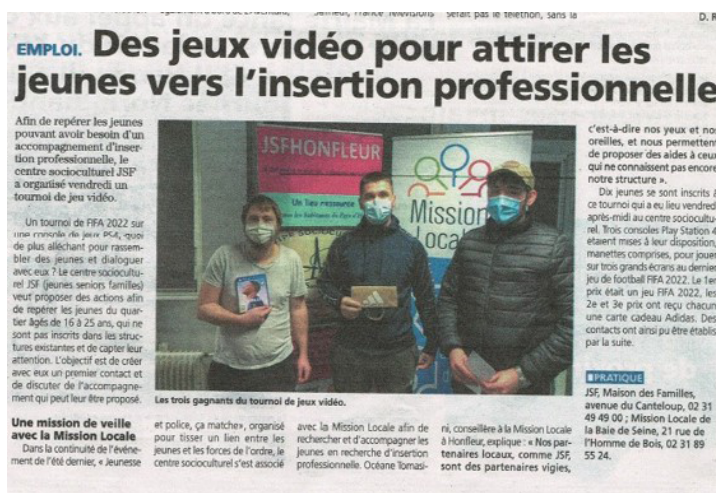 D. R
EMPLOI. Des jeux vidéo pour attirer les
jeunes vers l'insertion professionnelle
Afin de repérer les jeunes
pouvant avoir besoin d'un
accompagnement d'inser-
tion professionnelle, le
centre socioculturel JSF
a organisé vendredi un
tournoi de jeu vidéo.
Un tournoi de FIFA 2022 sur
une console de jeux PS4, quoi
de plus alléchant pour rassem-
bler des jeunes et dialoguer
avec eux ? Le centre sociocultu-
rel JSF (jeunes seniors familles)
veut proposer des actions afin
de repérer les jeunes du quar-
tier âgés de 16 à 25 ans, qui ne
sont pas inscrits dans les struc-
tures existantes et de capter leur
attention. L'objectif est de créer
avec eux un premier contact et
de discuter de l'accompagne-
ment qui peut leur être proposé.
Une mission de veille
avec la Mission Locale
Dans la continuité de l'événe-
ment de l'été dernier, « Jeunesse
JSFHONFLEUR
Un lieu ressource
Mission
Locale
Les trois gagnants du tournoi de jeux vidéo.
et police, ça matche», organisé
pour tisser un lien entre les
jeunes et les forces de l'ordre, le
centre socioculturel s'est associé
avec la Mission Locale afin de
rechercher et d'accompagner les
jeunes en recherche d'insertion
professionnelle. Océane Tomasi-
ni, conseillère à la Mission Locale
à Honfleur, explique : « Nos par-
tenaires locaux, comme JSF,
sont des partenaires vigies,
c'est-à-dire nos yeux et nos
oreilles, et nous permettent
de proposer des aides à ceux
qui ne connaissent pas encore
notre structure ».
Dix jeunes se sont inscrits à
ce tournoi qui a eu lieu vendredi
après-midi au centre sociocultu-
rel. Trois consoles Play Station 4
étaient mises à leur disposition,
manettes comprises, pour jouer
sur trois grands écrans au dernier
jeu de football FIFA 2022. Le 1er
prix était un jeu FIFA 2022, les
2e et 3e prix ont reçu chacun
une carte cadeau Adidas. Des
contacts ont ainsi pu être établis
par la suite.
PRATIQUE
JSF, Maison des Familles,
avenue du Canteloup, 02 31
49 49 00 ; Mission Locale de
la Baie de Seine, 21 rue de
l'Homme de Bois, 02 31 89
55 24.